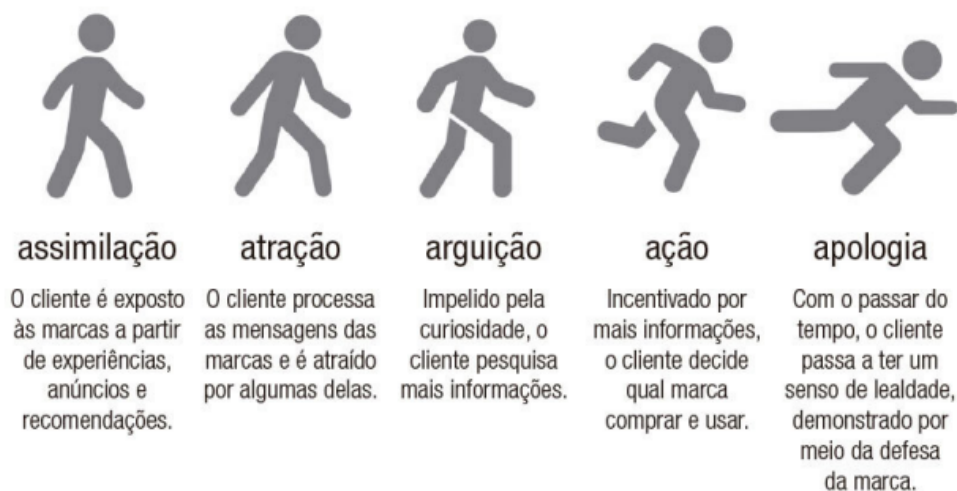 assimilação
O cliente é exposto
às marcas a partir
de experiências,
anúncios e
recomendações.
atração
O cliente processa
as mensagens das
marcas e é atraído
por algumas delas.
arguição
Impelido pela
curiosidade, o
cliente pesquisa
mais informações.
ação
Incentivado por
mais informações,
o cliente decide
qual marca
comprar e usar.
apologia
Com o passar do
tempo, o cliente
passa a ter um
senso de lealdade,
demonstrado por
meio da defesa
da marca.